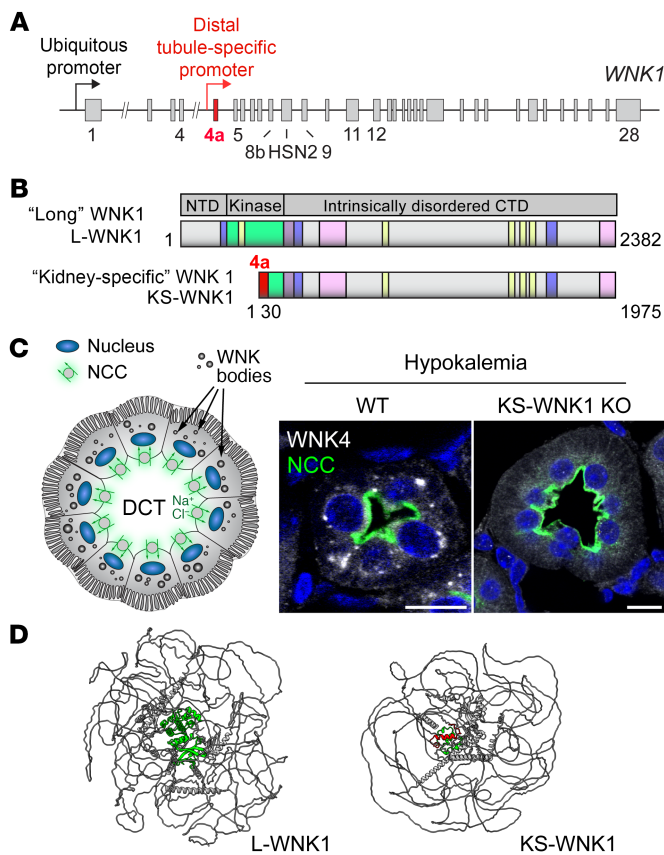 A
Ubiquitous
promoter
Distal
tubule-specific
promoter
WNK1
1
4
4a
5
8b
HSN2
9
11
12
28
B
NTD
Kinase
Intrinsically disordered CTD
“Long” WNK1
L-WNK1
1
2382
4a
“Kidney-specific” WNK 1
KS-WNK1
1 30
1975
C
Nucleus
NCC
WNK
bodies
DCT
Na⁺
Cl⁻
Hypokalemia
WT
KS-WNK1 KO
WNK4
NCC
D
L-WNK1
KS-WNK1